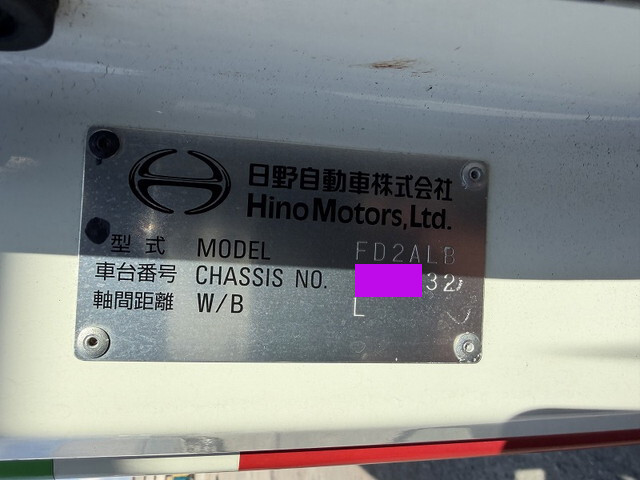 日野自動車株式会社
Hino Motors, Ltd.
型式 MODEL FD2ALB
車台番号 CHASSIS NO. 32
軸間距離 W/B L